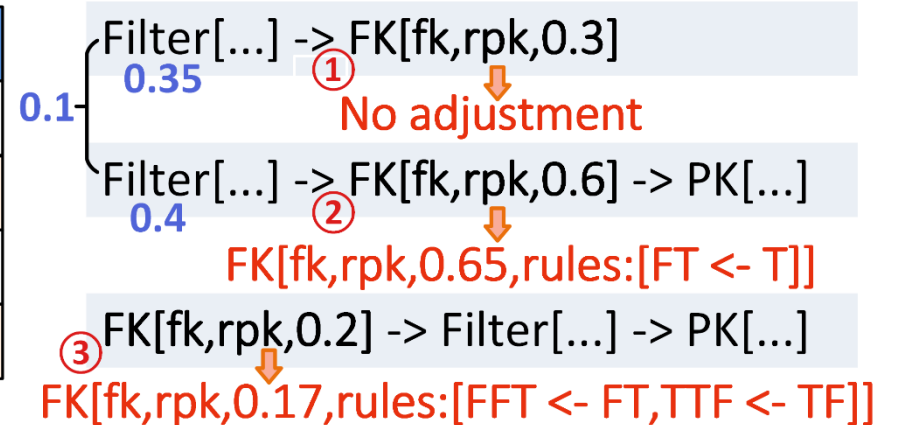 Filter[...] -> FK[fk,rpk,0.3]
0.35
①
0.1
No adjustment
Filter[...] -> FK[fk,rpk,0.6] -> PK[...]
0.4
②
FK[fk,rpk,0.65,rules:[FT <- T]]
FK[fk,rpk,0.2] -> Filter[...] -> PK[...]
③
FK[fk,rpk,0.17,rules:[FFT <- FT,TTF <- TF]]